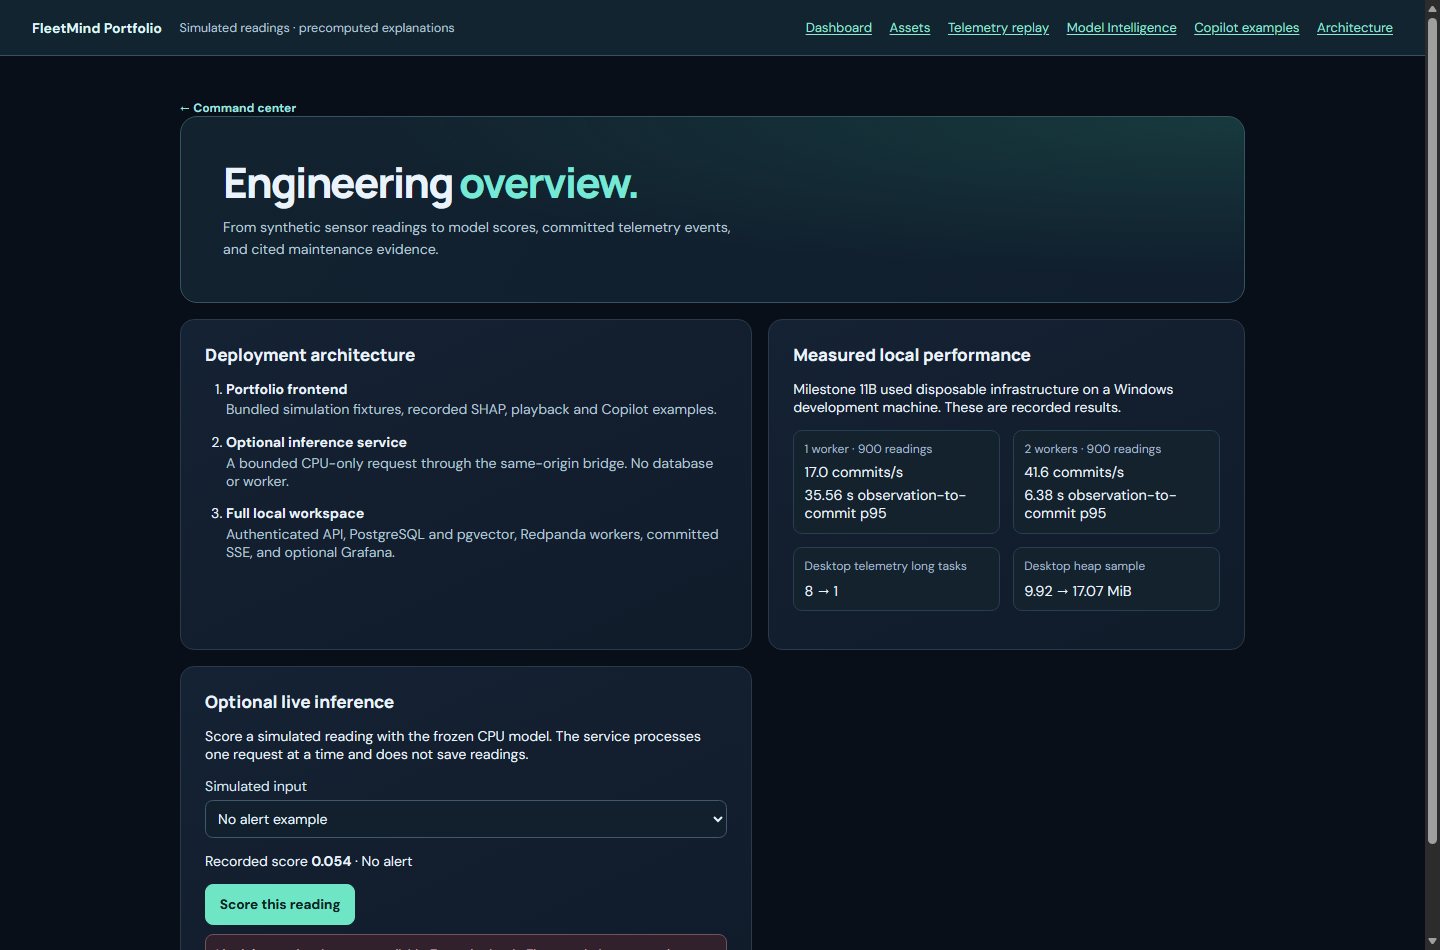 FleetMind Portfolio
Simulated readings · precomputed explanations
Dashboard
Assets
Telemetry replay
Model Intelligence
Copilot examples
Architecture
← Command center
Engineering overview.
From synthetic sensor readings to model scores, committed telemetry events,
and cited maintenance evidence.
Deployment architecture
1. Portfolio frontend
Bundled simulation fixtures, recorded SHAP, playback and Copilot examples.
2. Optional inference service
A bounded CPU-only request through the same-origin bridge. No database
or worker.
3. Full local workspace
Authenticated API, PostgreSQL and pgvector, Redpanda workers, committed
SSE, and optional Grafana.
Measured local performance
Milestone 11B used disposable infrastructure on a Windows
development machine. These are recorded results.
1 worker · 900 readings
17.0 commits/s
35.56 s observation-to-
commit p95
2 workers · 900 readings
41.6 commits/s
6.38 s observation-to-
commit p95
Desktop telemetry long tasks
8 → 1
Desktop heap sample
9.92 → 17.07 MiB
Optional live inference
Score a simulated reading with the frozen CPU model. The service processes
one request at a time and does not save readings.
Simulated input
No alert example
Recorded score 0.054 · No alert
Score this reading